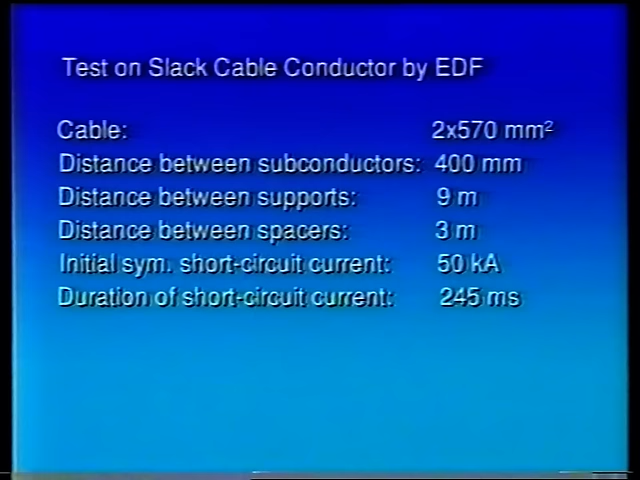 Test on Slack Cable Conductor by EDF
Cable: 2x570 mm²
Distance between subconductors: 400 mm
Distance between supports: 9 m
Distance between spacers: 3 m
Initial sym. short-circuit current: 50 kA
Duration of short-circuit current: 245 ms